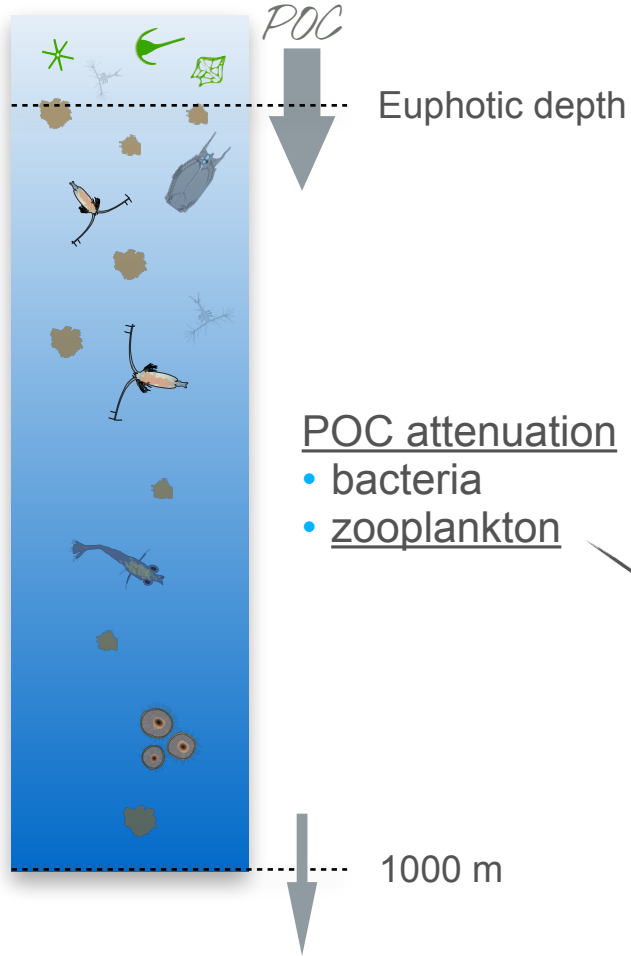 POC
Euphotic depth
POC attenuation
• bacteria
• zooplankton
1000 m